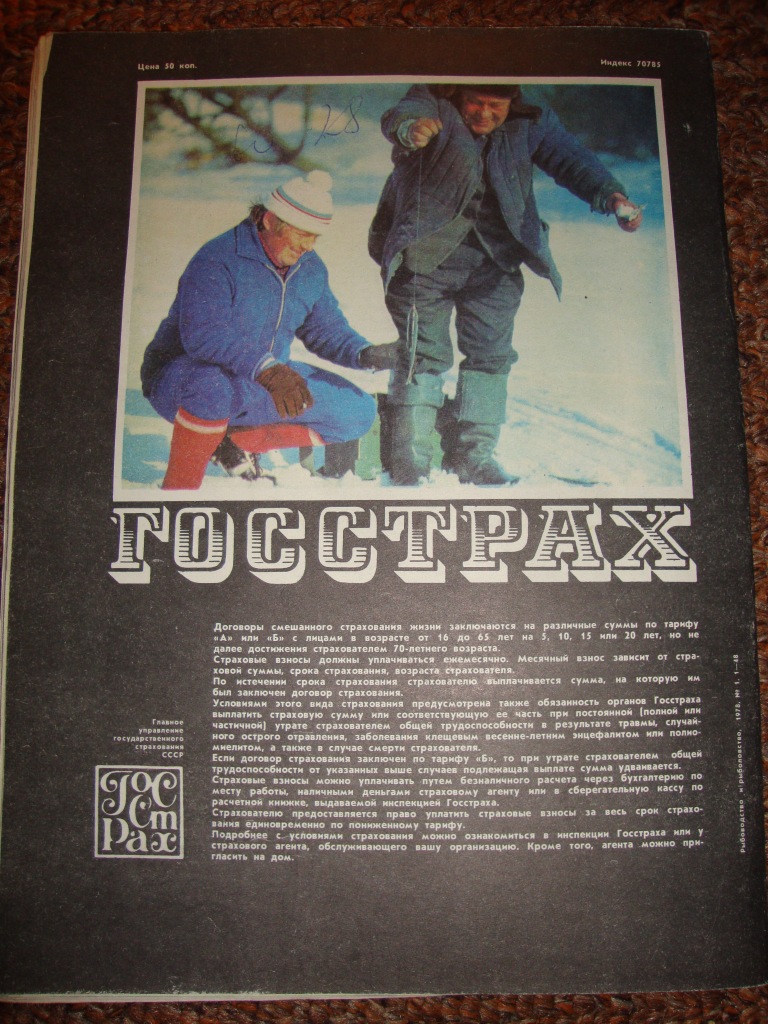 Цена 50 коп.
Индекс 70785
28
ГОССТРАХ
Договоры смешанного страхования жизни заключаются на различные суммы по тарифу
«А» или «Б» с лицами в возрасте от 16 до 65 лет на 5, 10, 15 или 20 лет, но не
далее достижения страхователем 70-летнего возраста.
Страховые взносы должны уплачиваться ежемесячно. Месячный взнос зависит от стра-
ховой суммы, срока страхования, возраста страхователя.
По истечении срока страхования страхователю выплачивается сумма, на которую им
был заключен договор страхования.
Условиями этого вида страхования предусмотрена также обязанность органов Госстраха
выплатить страховую сумму или соответствующую ее часть при постоянной (полной или
частичной) утрате страхователем общей трудоспособности в результате травмы, случай-
ного острого отравления, заболевания клещевым весенне-летним энцефалитом или полио-
миелитом, а также в случае смерти страхователя.
Если договор страхования заключен по тарифу «Б», то при утрате страхователем общей
трудоспособности от указанных выше случаев подлежащая выплате сумма удваивается.
Страховые взносы можно уплачивать путем безналичного расчета через бухгалтерию по
месту работы, наличными деньгами страховому агенту или в сберегательную кассу по
расчетной книжке, выдаваемой инспекцией Госстраха.
Страхователю предоставляется право уплатить страховые взносы за весь срок страхо-
вания единовременно по пониженному тарифу.
Подробнее с условиями страхования можно ознакомиться в инспекции Госстраха или у
страхового агента, обслуживающего вашу организацию. Кроме того, агента можно при-
гласить на дом.
Главное
управление
государственного
страхования
СССР
Гос
Ст
Рах
Рыбоводство и рыболовство, 1978, № 1, 1—48